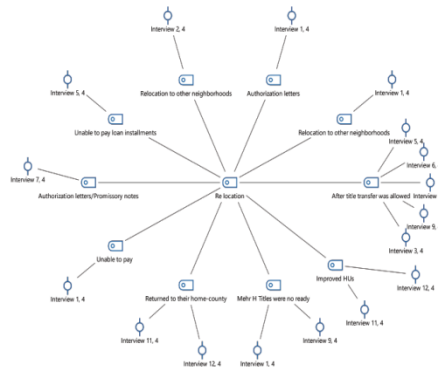 Interview 2, 4
Interview 1, 4
Interview 5, 4
Relocation to other neighborhoods
Authorization letters
Interview 1, 4
Unable to pay loan installments
Relocation to other neighborhoods
Interview 5, 4
Interview 6,
Interview 7, 4
Authorization letters/Promissory notes
Re location
After title transfer was allowed
Interview
Interview 9,
Interview 3, 4
Unable to pay
Improved HUs
Interview 1, 4
Returned to their home-county
Mehr H Titles were no ready
Interview 12, 4
Interview 11, 4
Interview 11, 4
Interview 9, 4
Interview 12, 4
Interview 1, 4